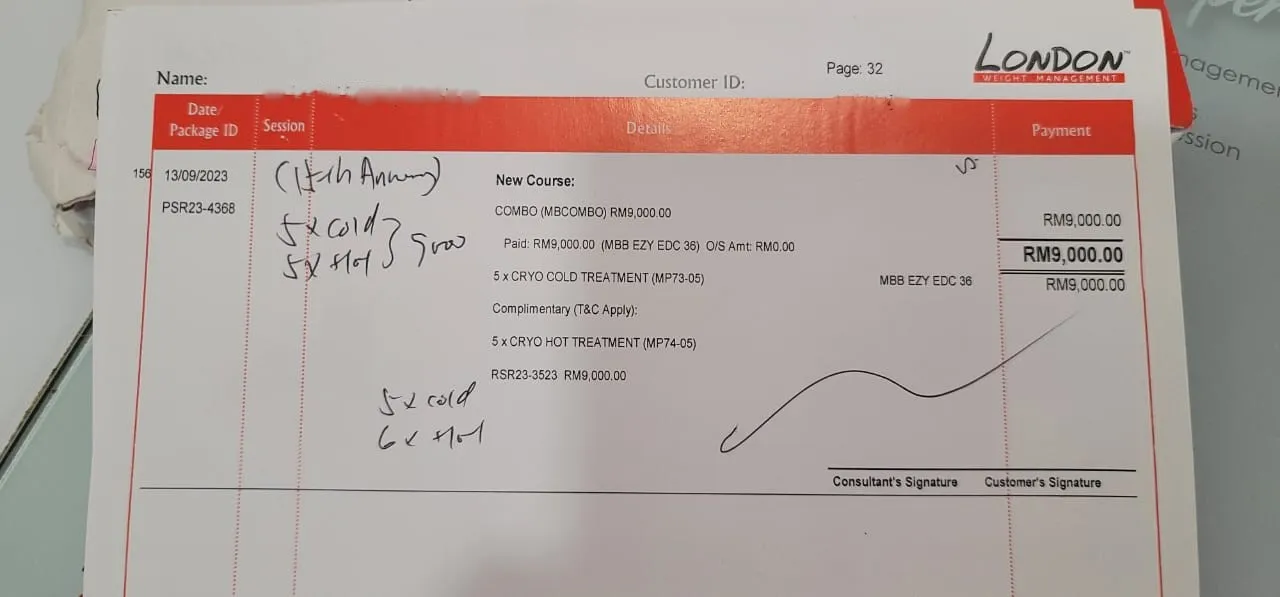 LONDON™
WEIGHT MANAGEMENT
Page: 32
Name:
Customer ID:
Date/
Package ID
Session
Details
Payment
156
13/09/2023
PSR23-4368
5x cold
5x Hot
New Course:
COMBO (MBCOMBO) RM9,000.00
RM9,000.00
Paid: RM9,000.00 (MBB EZY EDC 36) O/S Amt: RM0.00
RM9,000.00
5 x CRYO COLD TREATMENT (MP73-05)
MBB EZY EDC 36
RM9,000.00
Complimentary (T&C Apply):
5 x CRYO HOT TREATMENT (MP74-05)
RSR23-3523 RM9,000.00
5x cold
6x Hot
Consultant's Signature
Customer's Signature